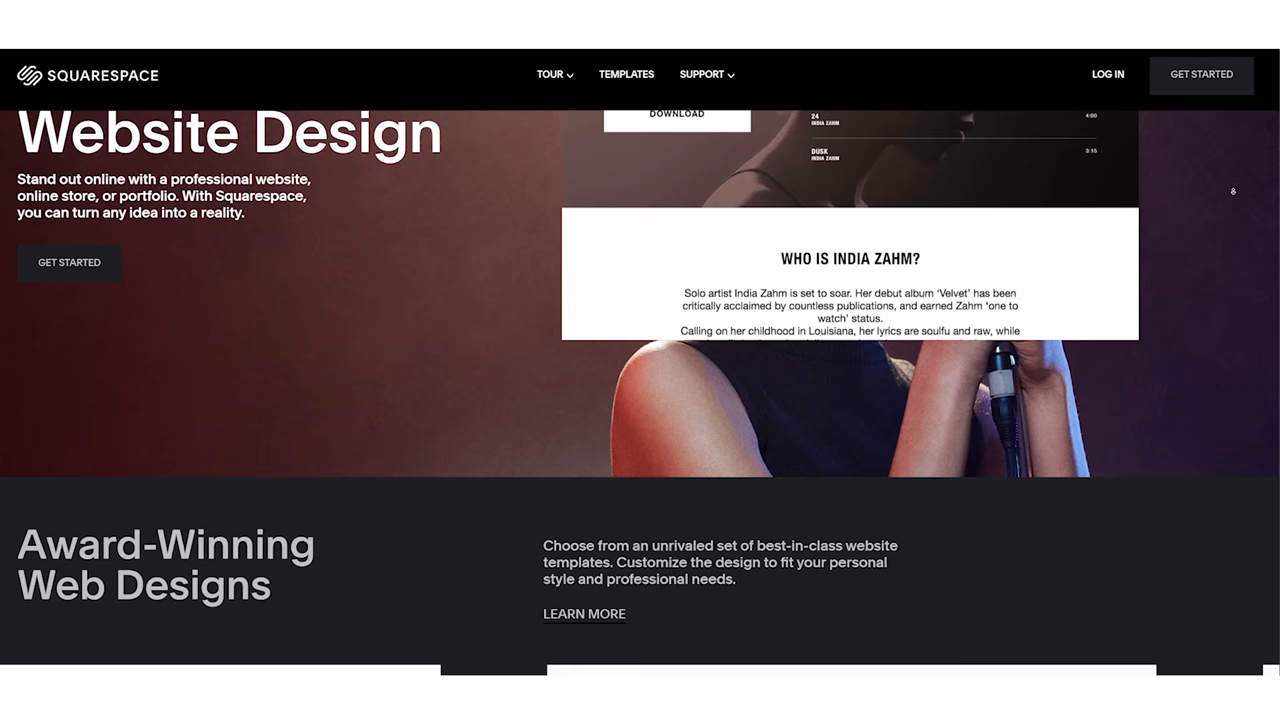 SQUARESPACE
TOUR
TEMPLATES
SUPPORT
LOG IN
GET STARTED
Website Design
Stand out online with a professional website,
online store, or portfolio. With Squarespace,
you can turn any idea into a reality.
GET STARTED
DOWNLOAD
24
4:00
INDIA ZAHM
DUSK
3:15
INDIA ZAHM
WHO IS INDIA ZAHM?
Solo artist India Zahm is set to soar. Her debut album ‘Velvet’ has been
critically acclaimed by countless publications, and earned Zahm ‘one to
watch’ status.
Calling on her childhood in Louisiana, her lyrics are soulfu and raw, while
Award-Winning
Web Designs
Choose from an unrivaled set of best-in-class website
templates. Customize the design to fit your personal
style and professional needs.
LEARN MORE